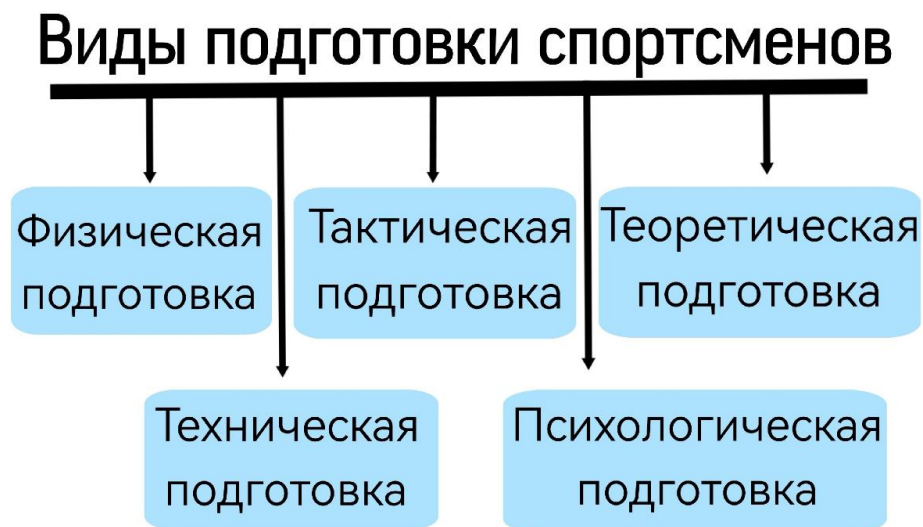 Виды подготовки спортсменов
Физическая
подготовка
Тактическая
подготовка
Теоретическая
подготовка
Техническая
подготовка
Психологическая
подготовка